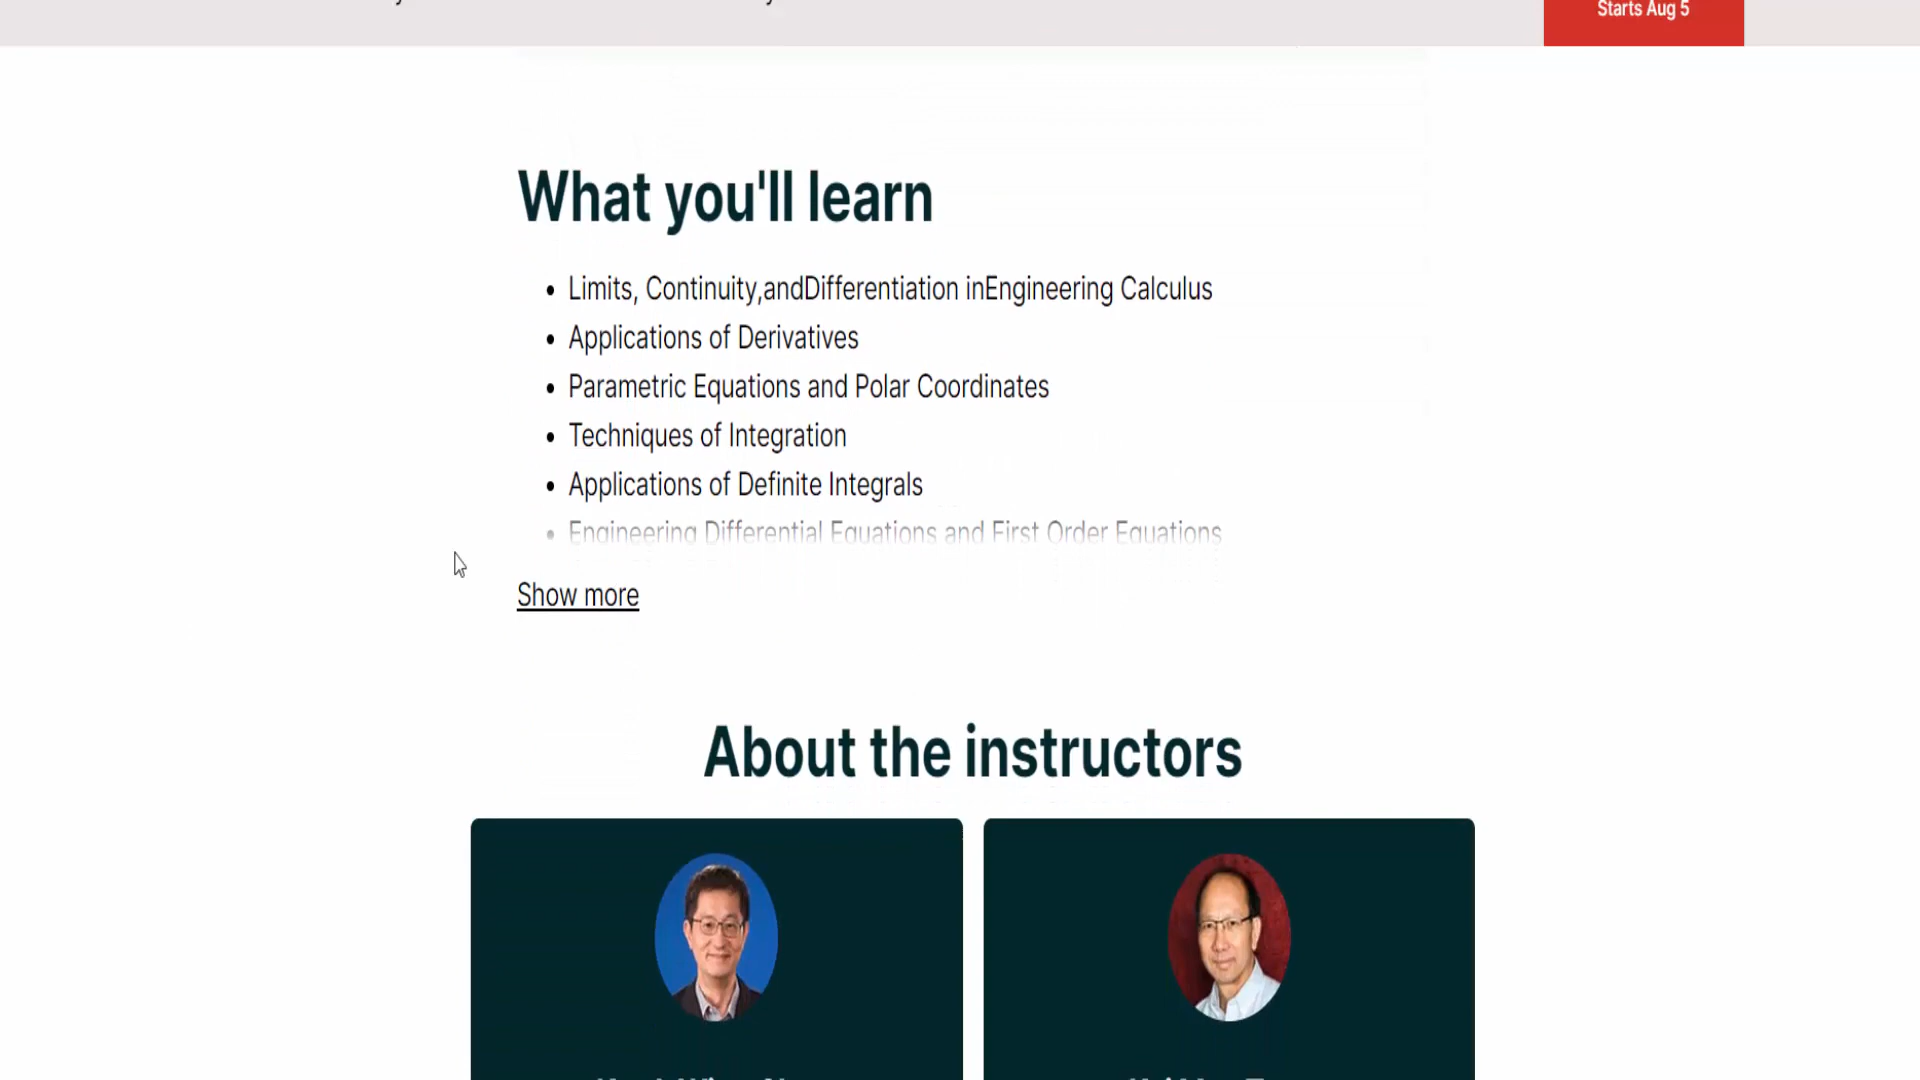 Starts Aug 5
What you'll learn
Limits, Continuity,andDifferentiation inEngineering Calculus
Applications of Derivatives
Parametric Equations and Polar Coordinates
Techniques of Integration
Applications of Definite Integrals
Engineering Differential Equations and First Order Equations
Show more
About the instructors